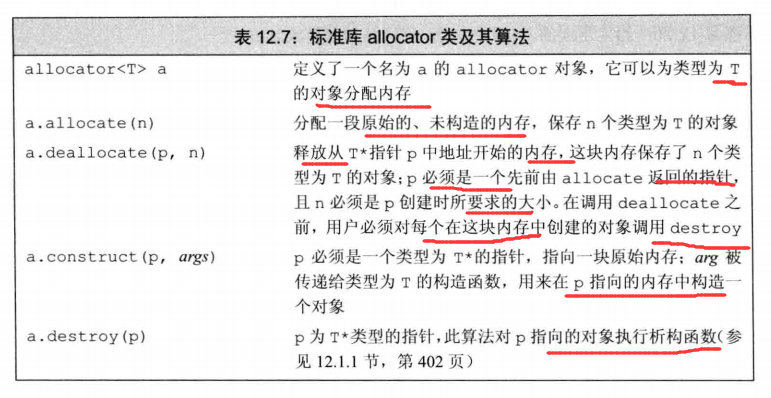 表 12.7：标准库 allocator 类及其算法
allocator<T> a 定义了一个名为 a 的 allocator 对象，它可以为类型为 T
的对象分配内存
a.allocate(n) 分配一段原始的、未构造的内存，保存 n 个类型为 T 的对象
a.deallocate(p, n) 释放从 T*指针 p 中地址开始的内存，这块内存保存了 n 个类
型为 T 的对象；p 必须是一个先前由 allocate 返回的指针，
且 n 必须是 p 创建时所要求的大小。在调用 deallocate 之
前，用户必须对每个在这块内存中创建的对象调用 destroy
a.construct(p, args) p 必须是一个类型为 T*的指针，指向一块原始内存；arg 被
传递给类型为 T 的构造函数，用来在 p 指向的内存中构造一
个对象
a.destroy(p) p 为 T*类型的指针，此算法对 p 指向的对象执行析构函数（参
见 12.1.1 节，第 402 页）